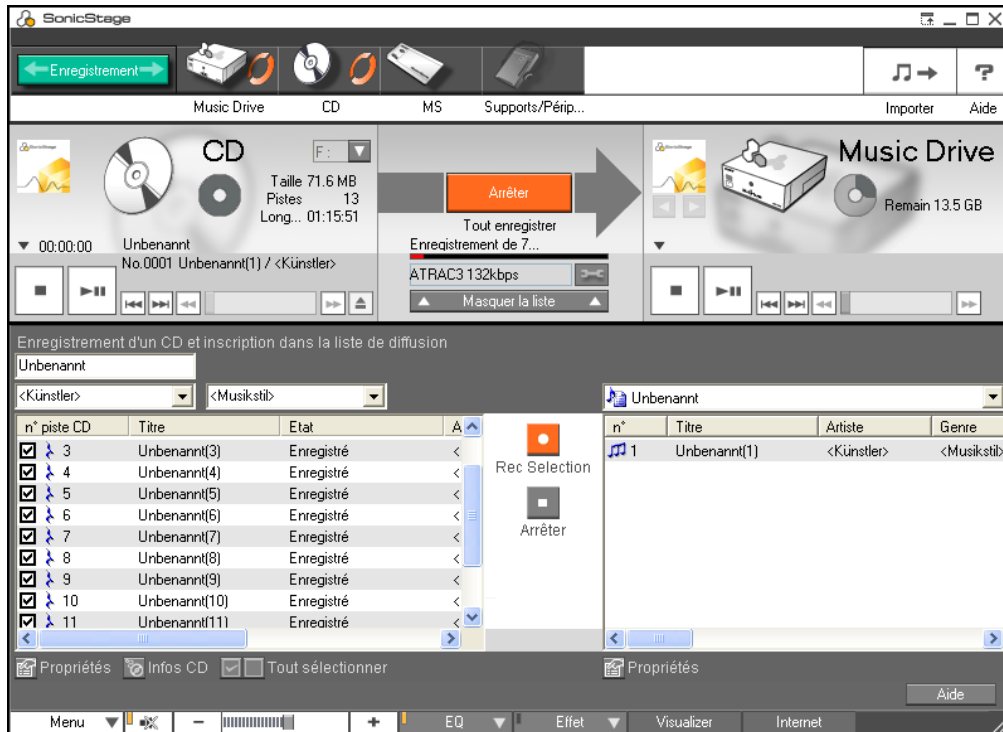 SonicStage
Enregistrement
Music Drive
CD
MS
Supports/Périp...
Importer
Aide
CD
F:
Taille 71.6 MB
Pistes 13
Long... 01:15:51
00:00:00
Unbenannt
No.0001 Unbenannt(1) / <Künstler>
Arrêter
Tout enregistrer
Enregistrement de 7...
ATRAC3 132kbps
Masquer la liste
Music Drive
Remain 13.5 GB
Enregistrement d'un CD et inscription dans la liste de diffusion
Unbenannt
<Künstler>
<Musikstil>
n° piste CD Titre Etat A
3 Unbenannt(3) Enregistré <
4 Unbenannt(4) Enregistré <
5 Unbenannt(5) Enregistré <
6 Unbenannt(6) Enregistré <
7 Unbenannt(7) Enregistré <
8 Unbenannt(8) Enregistré <
9 Unbenannt(9) Enregistré <
10 Unbenannt(10) Enregistré <
11 Unbenannt(11) Enregistré <
Rec Selection
Arrêter
Unbenannt
n° Titre Artiste Genre
1 Unbenannt(1) <Künstler> <Musikstil>
Propriétés
Infos CD
Tout sélectionner
Propriétés
Aide
Menu
EQ
Effet
Visualizer
Internet